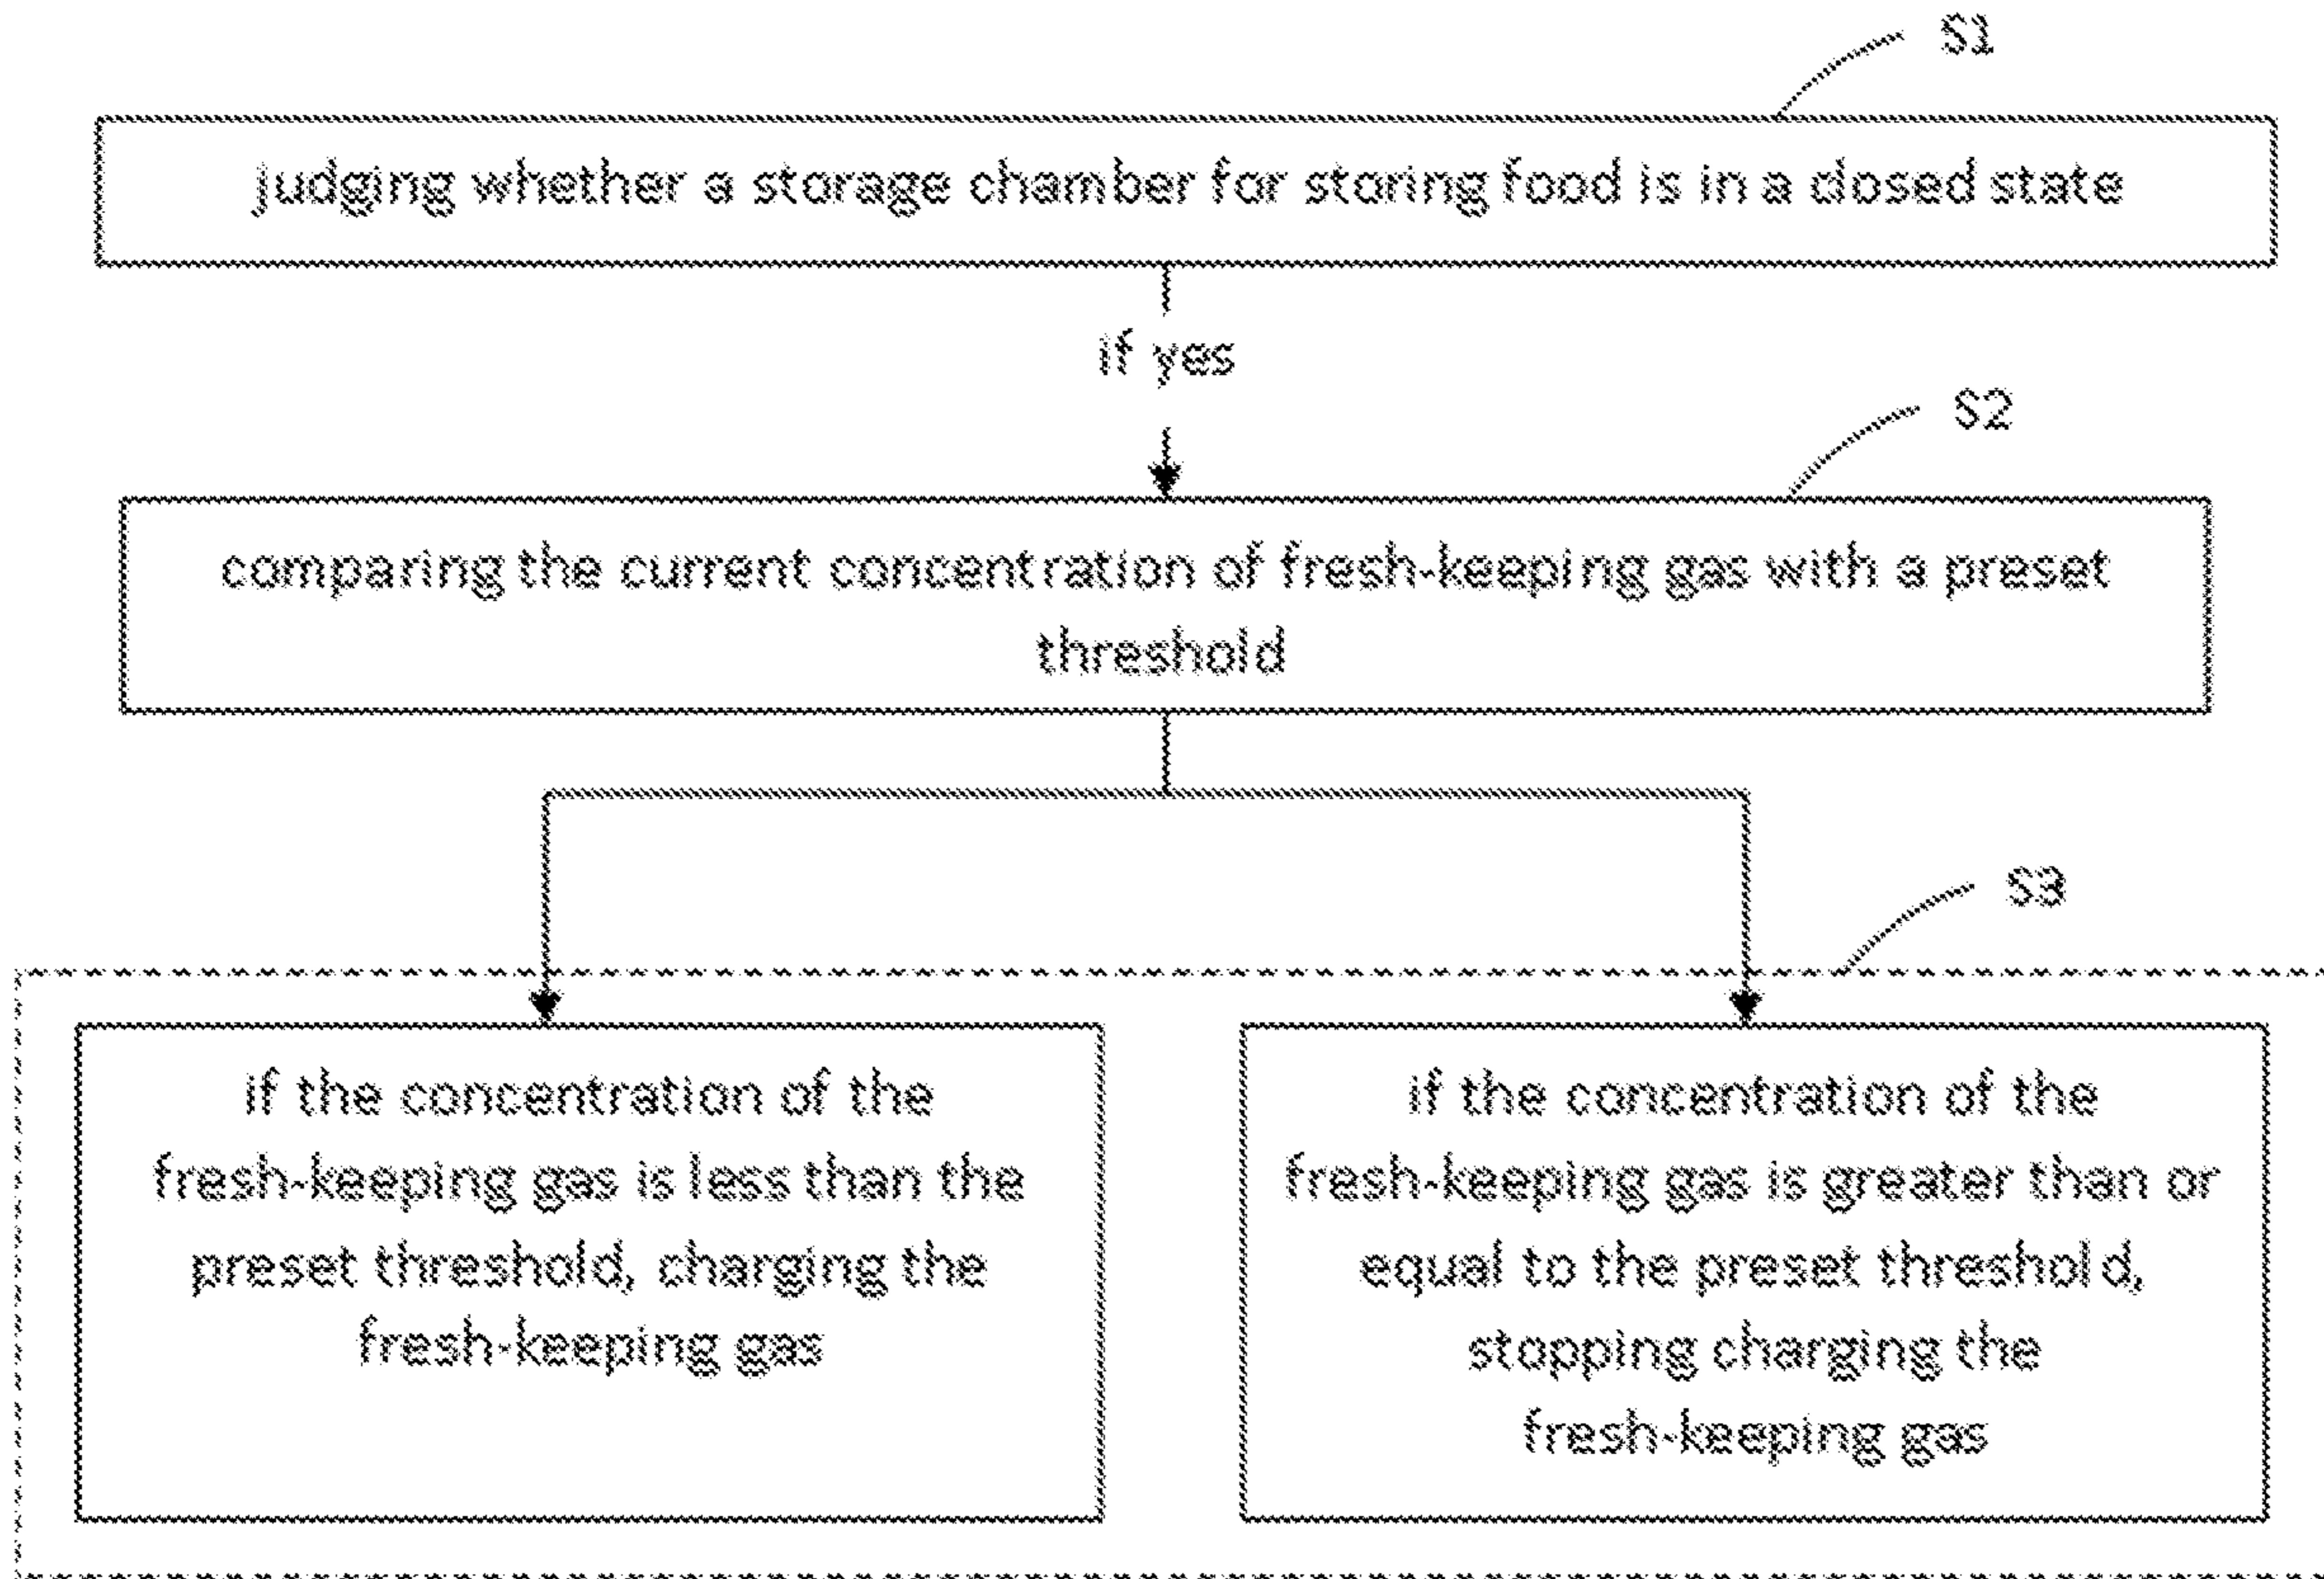 S1
judging whether a storage chamber for storing food is in a closed state
if yes
S2
comparing the current concentration of fresh-keeping gas with a preset
threshold
S3
if the concentration of the
fresh-keeping gas is less than the
preset threshold, charging the
fresh-keeping gas
if the concentration of the
fresh-keeping gas is greater than or
equal to the preset threshold,
stopping charging the
fresh-keeping gas